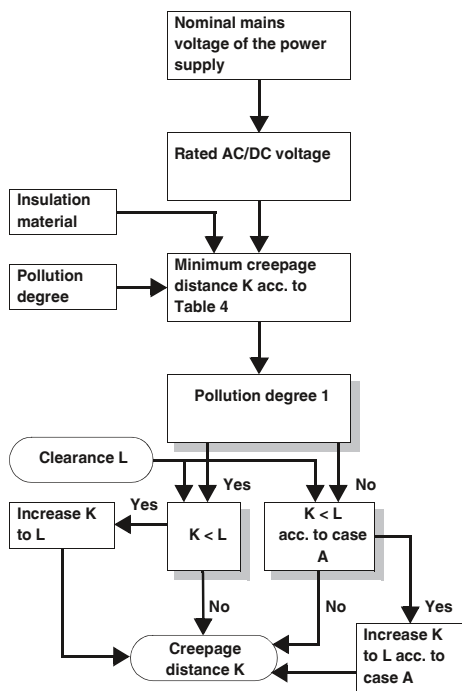 Nominal mains
voltage of the power
supply
Rated AC/DC voltage
Insulation
material
Minimum creepage
distance K acc. to
Table 4
Pollution
degree
Pollution degree 1
Clearance L
Yes
No
Yes
Increase K
to L
K < L
K < L
acc. to case
A
No
No
Yes
Creepage
distance K
Increase K
to L acc. to
case A